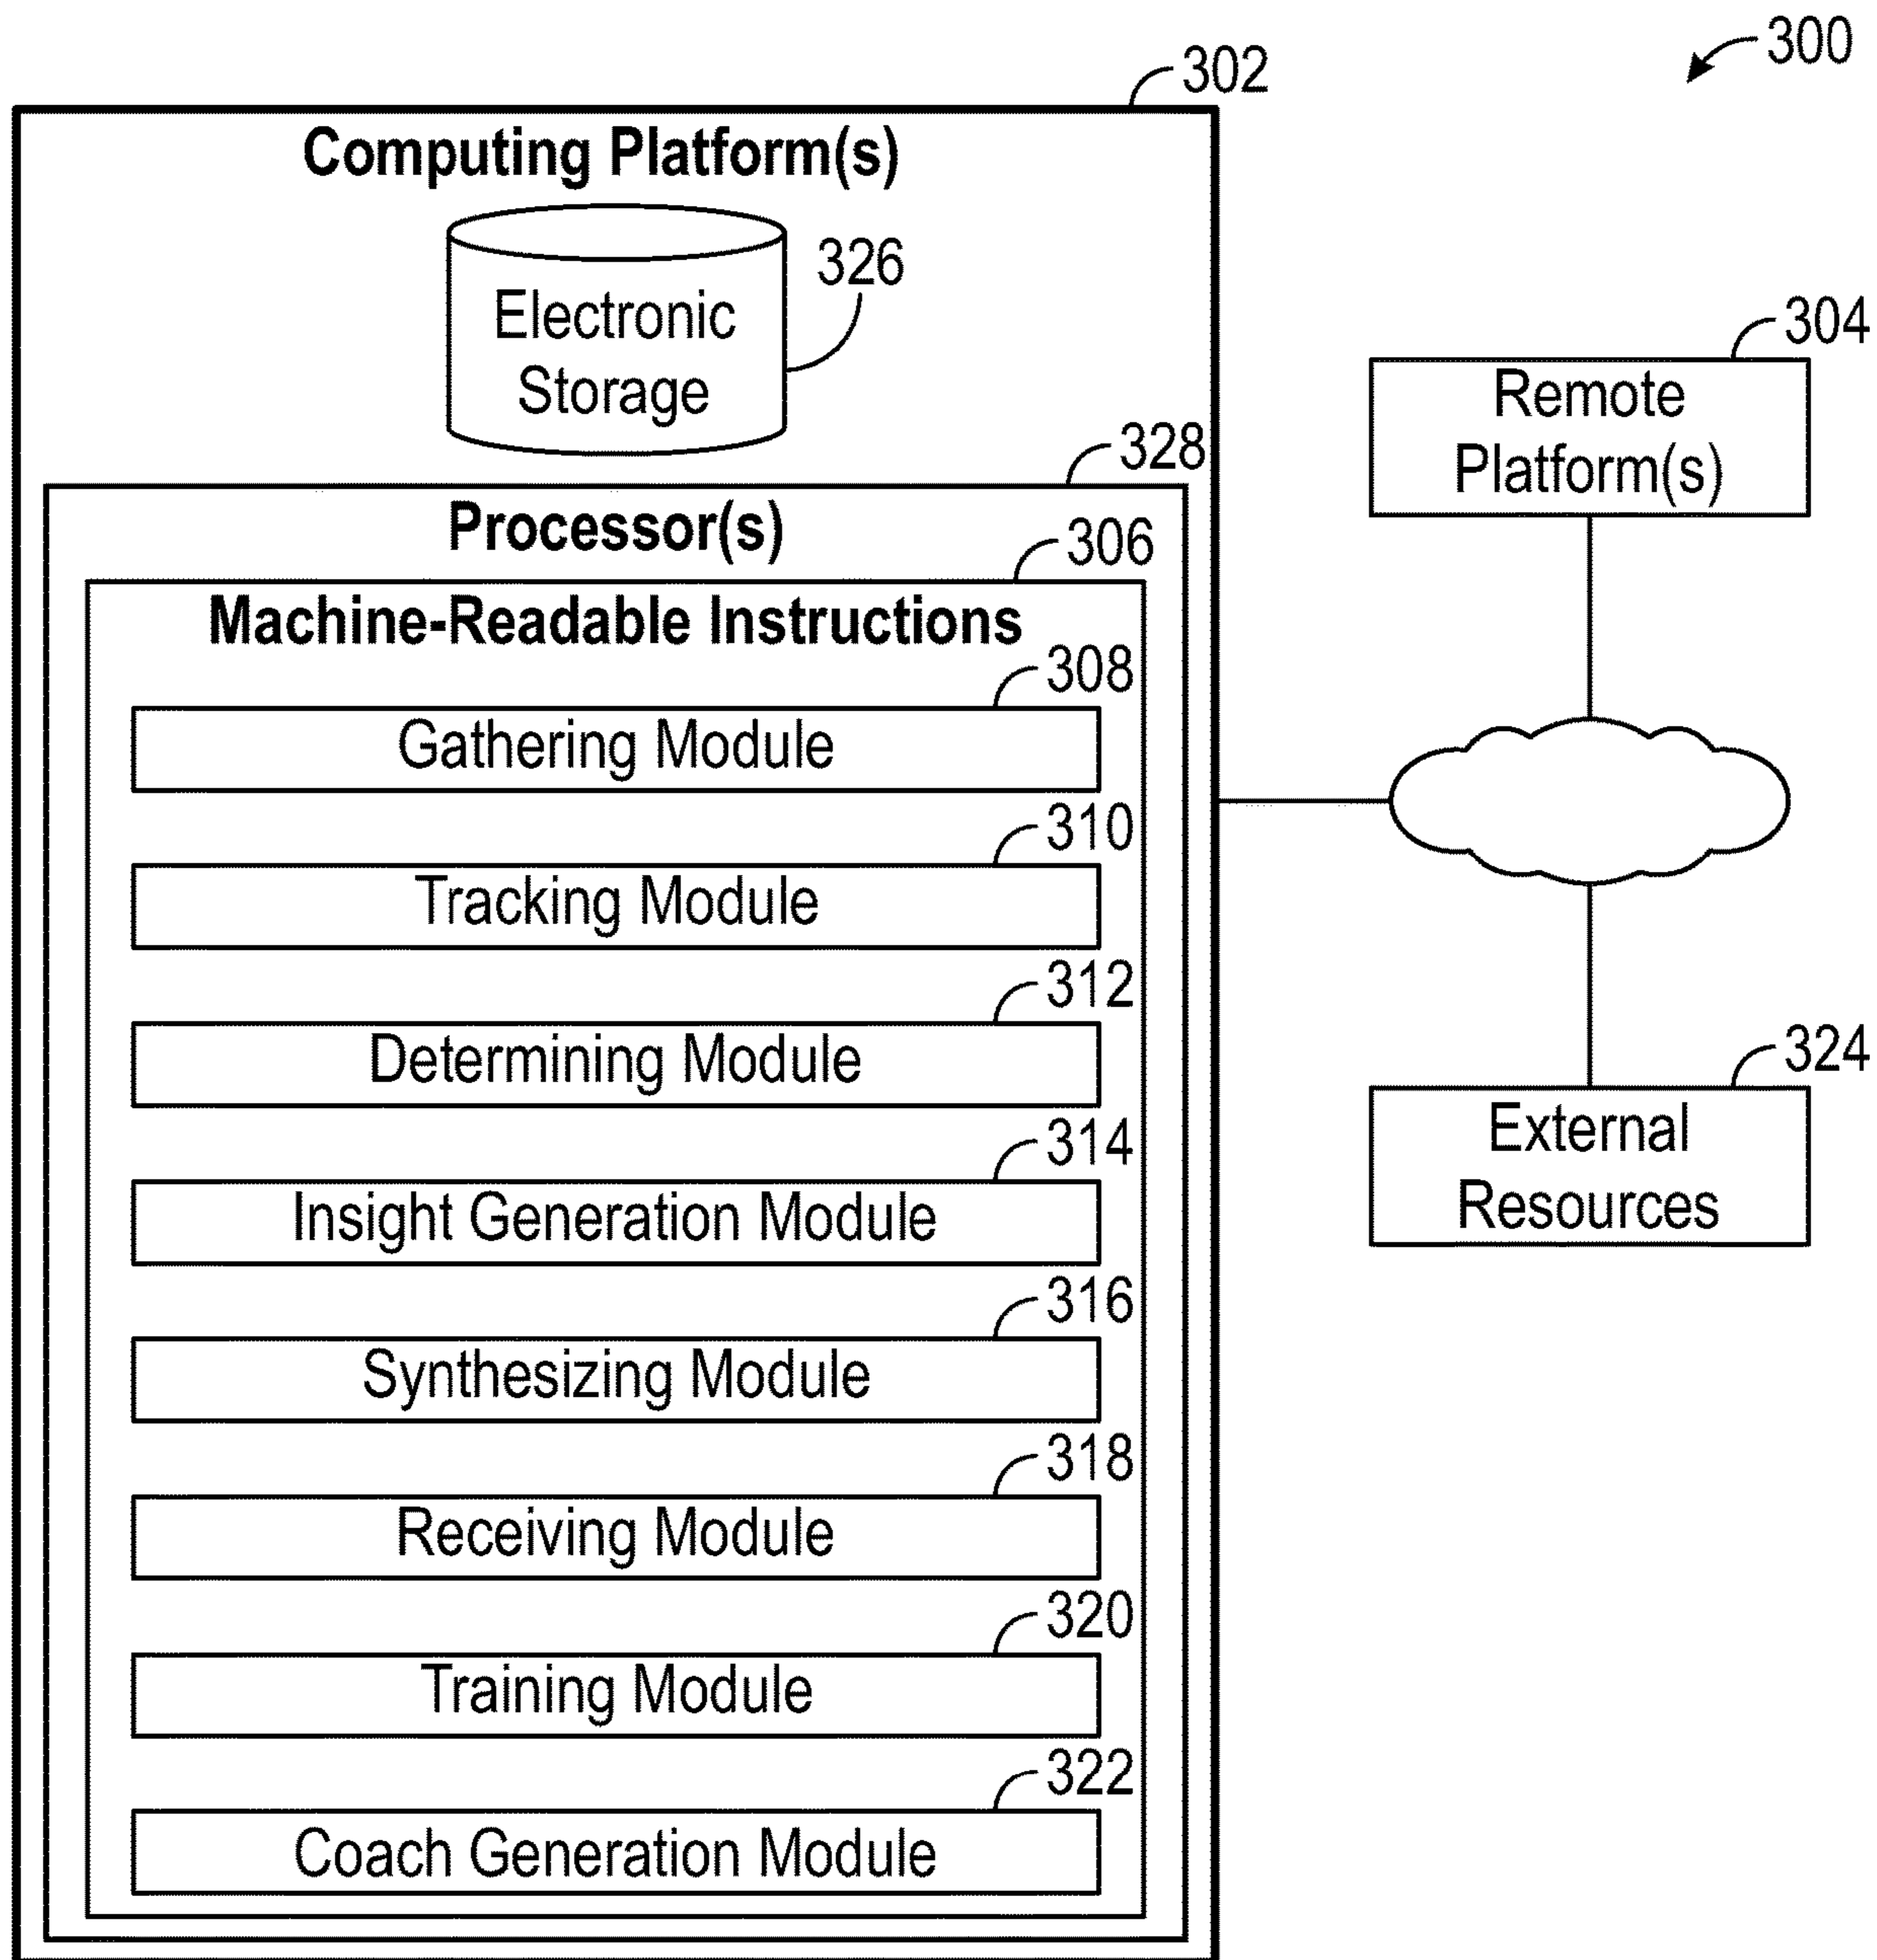 300
302
Computing Platform(s)
326
Electronic
Storage
304
Remote
Platform(s)
328
Processor(s)
306
Machine-Readable Instructions
308
Gathering Module
310
Tracking Module
312
Determining Module
324
External
Resources
314
Insight Generation Module
316
Synthesizing Module
318
Receiving Module
320
Training Module
322
Coach Generation Module